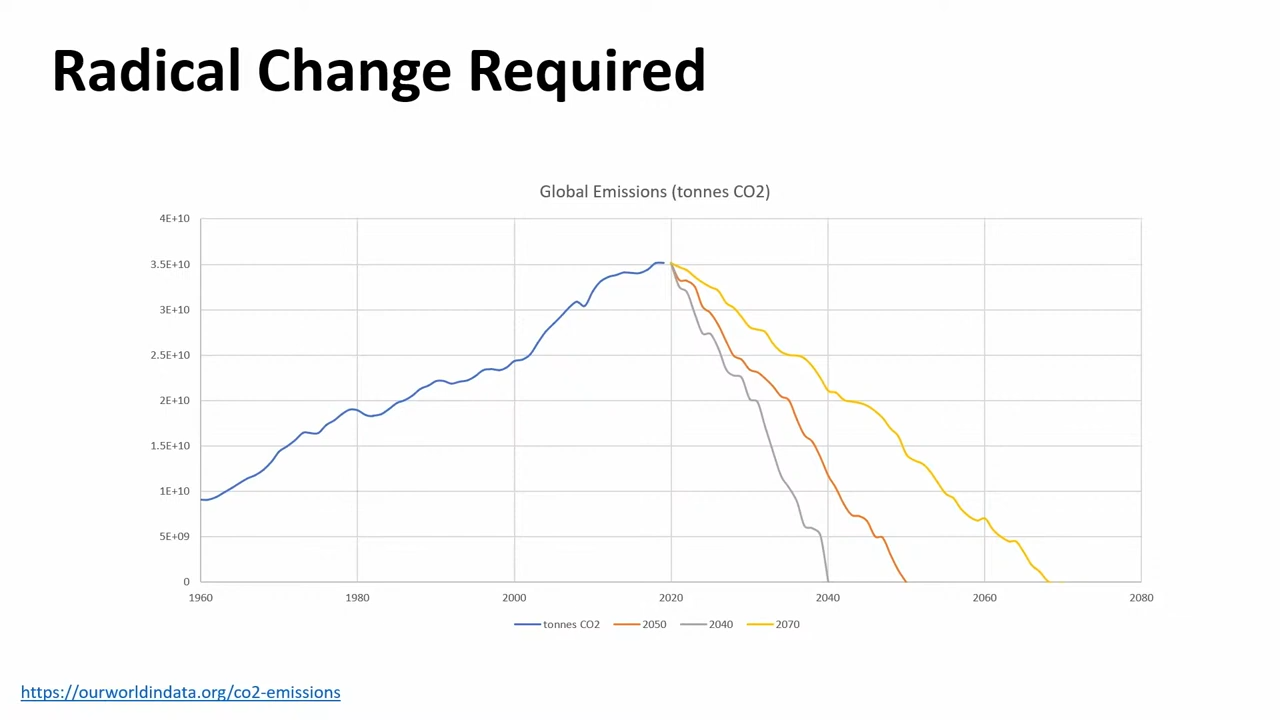 Radical Change Required
Global Emissions (tonnes CO2)
4E+10
3.5E+10
3E+10
2.5E+10
2E+10
1.5E+10
1E+10
5E+09
0
1960 1980 2000 2020 2040 2060 2080
tonnes CO2 2050 2040 2070
https://ourworldindata.org/co2-emissions